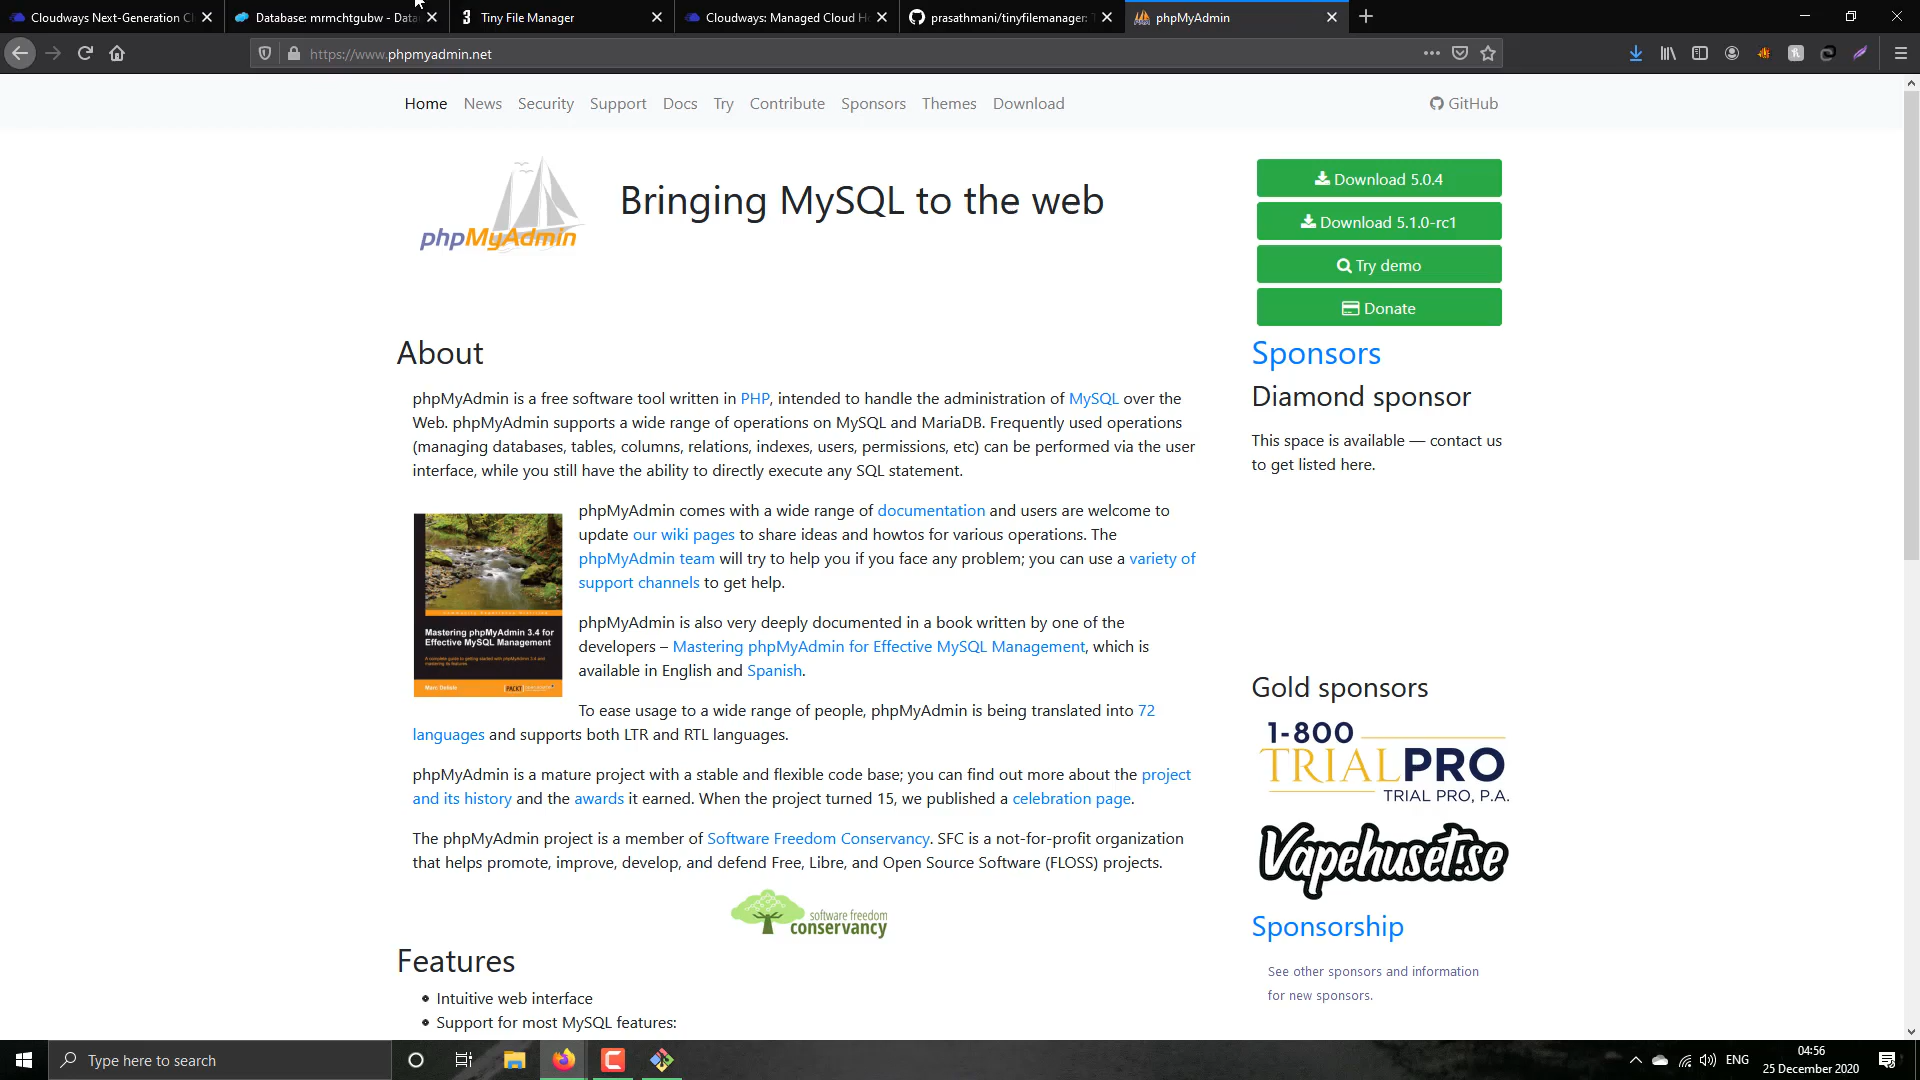 Cloudways Next-Generation Cl
Database: mrmchtgubw - Data
Tiny File Manager
Cloudways: Managed Cloud H
prasathmani/tinyfilemanager: T
phpMyAdmin
https://www.phpmyadmin.net
Home News Security Support Docs Try Contribute Sponsors Themes Download GitHub
phpMyAdmin
Bringing MySQL to the web
Download 5.0.4
Download 5.1.0-rc1
Try demo
Donate
About
phpMyAdmin is a free software tool written in PHP, intended to handle the administration of MySQL over the
Web. phpMyAdmin supports a wide range of operations on MySQL and MariaDB. Frequently used operations
(managing databases, tables, columns, relations, indexes, users, permissions, etc) can be performed via the user
interface, while you still have the ability to directly execute any SQL statement.
phpMyAdmin comes with a wide range of documentation and users are welcome to
update our wiki pages to share ideas and howtos for various operations. The
phpMyAdmin team will try to help you if you face any problem; you can use a variety of
support channels to get help.
Mastering phpMyAdmin 3.4 for
Effective MySQL Management
A complete guide to getting started with phpMyAdmin 3.4 and
mastering its features
Marc Delisle
PACKT
phpMyAdmin is also very deeply documented in a book written by one of the
developers – Mastering phpMyAdmin for Effective MySQL Management, which is
available in English and Spanish.
To ease usage to a wide range of people, phpMyAdmin is being translated into 72
languages and supports both LTR and RTL languages.
phpMyAdmin is a mature project with a stable and flexible code base; you can find out more about the project
and its history and the awards it earned. When the project turned 15, we published a celebration page.
The phpMyAdmin project is a member of Software Freedom Conservancy. SFC is a not-for-profit organization
that helps promote, improve, develop, and defend Free, Libre, and Open Source Software (FLOSS) projects.
software freedom
conservancy
Features
Intuitive web interface
Support for most MySQL features:
Sponsors
Diamond sponsor
This space is available — contact us
to get listed here.
Gold sponsors
1-800
TRIALPRO
TRIAL PRO, P.A.
Vapehuset.se
Sponsorship
See other sponsors and information
for new sponsors.
Type here to search
ENG
04:56
25 December 2020